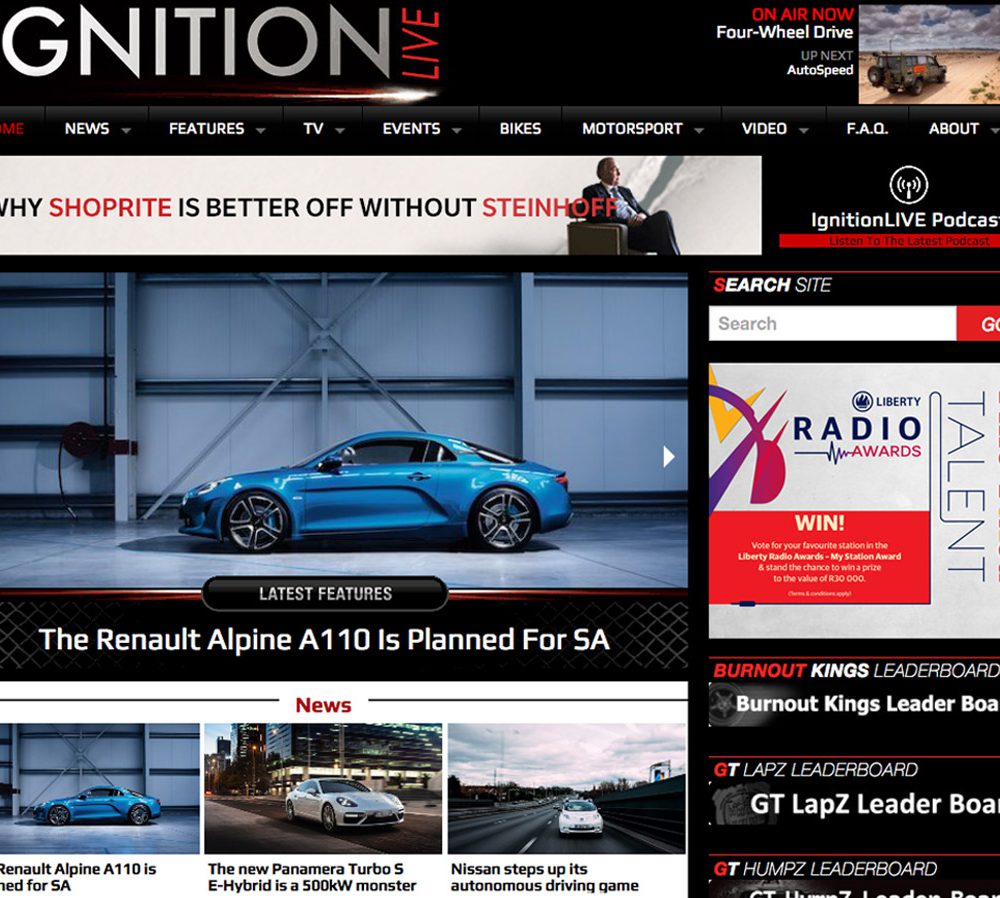 GNITION LIVE
ON AIR NOW
Four-Wheel Drive
UP NEXT
AutoSpeed
OME NEWS FEATURES TV EVENTS BIKES MOTORSPORT VIDEO F.A.Q. ABOUT
WHY SHOPRITE IS BETTER OFF WITHOUT STEINHOFF
IgnitionLIVE Podcas
Listen To The Latest Podcast
SEARCH SITE
Search
GO
LIBERTY
RADIO
AWARDS
TALENT
WIN!
Vote for your favourite station in the
Liberty Radio Awards - My Station Award
& stand the chance to win a prize
to the value of R30 000.
(Terms & conditions apply)
LATEST FEATURES
The Renault Alpine A110 Is Planned For SA
BURNOUT KINGS LEADERBOARD
Burnout Kings Leader Boa
News
Renault Alpine A110 is
ned for SA
The new Panamera Turbo S
E-Hybrid is a 500kW monster
Nissan steps up its
autonomous driving game
GT LAPZ LEADERBOARD
GT LapZ Leader Boar
GT HUMPZ LEADERBOARD
GT HumpZ Leader Boar